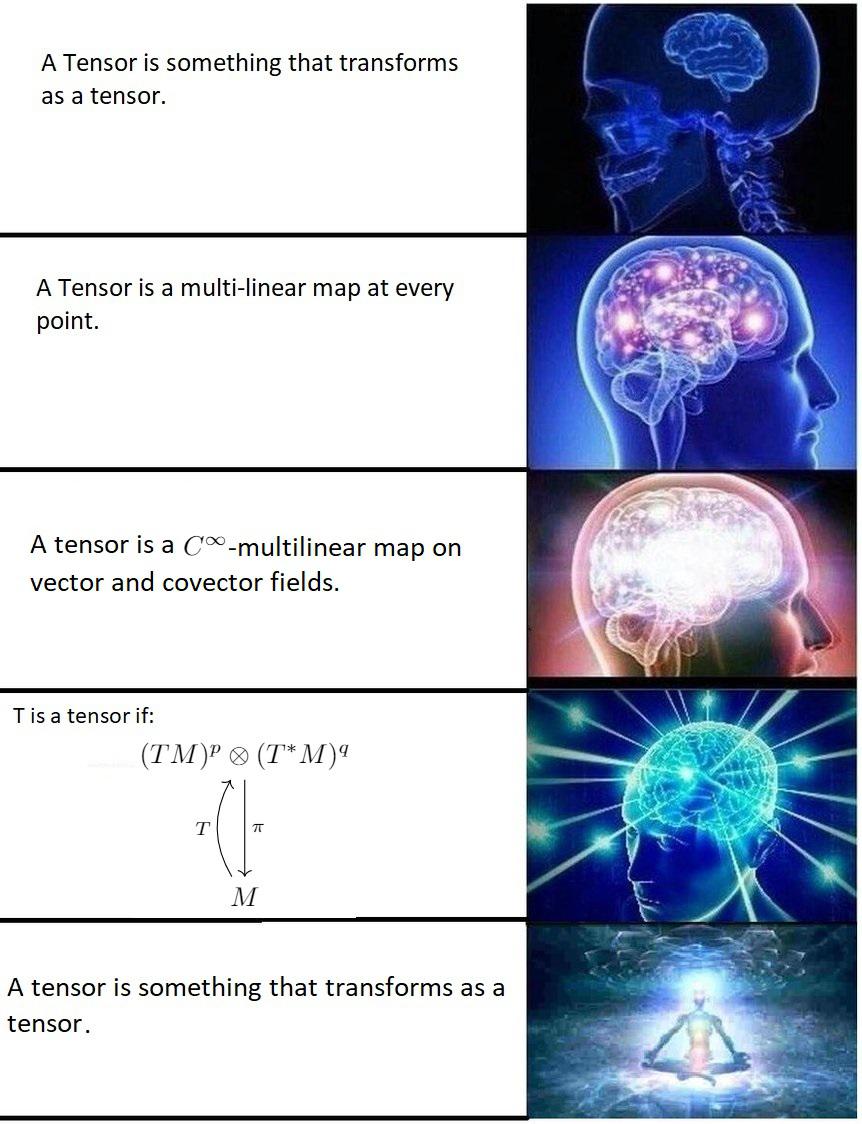 A Tensor is something that transforms
as a tensor.
A Tensor is a multi-linear map at every
point.
A tensor is a C^∞-multilinear map on
vector and covector fields.
T is a tensor if:
(TM)^p ⊗ (T*M)^q
T π
M
A tensor is something that transforms as a
tensor.